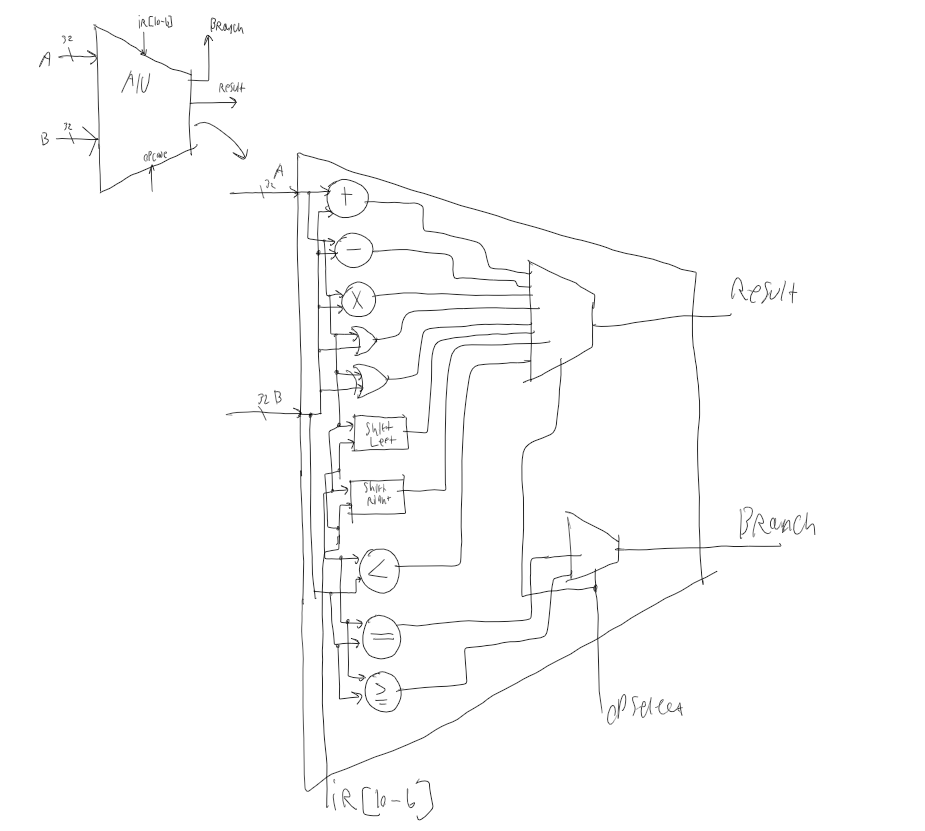 iR[10-6]
Branch
32
A
AlU
Result
32
B
opcode
A
32
+
−
Result
X
32 B
Shift
Left
Shift
Right
Branch
<
=
≥
OPSelect
iR[10-6]